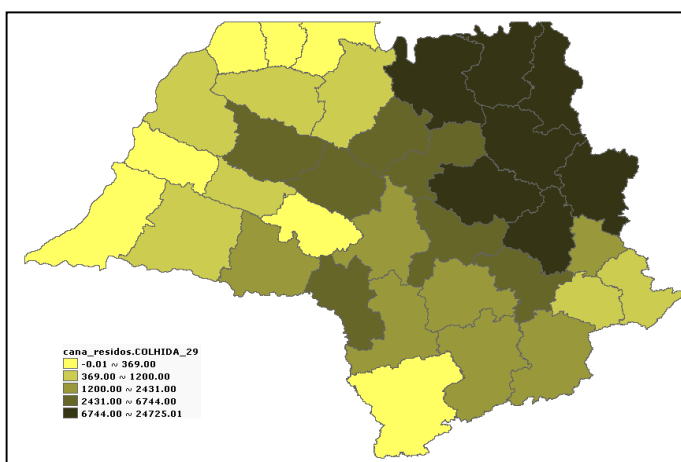 cana_residos.COLHIDA_29
-0.01 ~ 369.00
369.00 ~ 1200.00
1200.00 ~ 2431.00
2431.00 ~ 6744.00
6744.00 ~ 24725.01